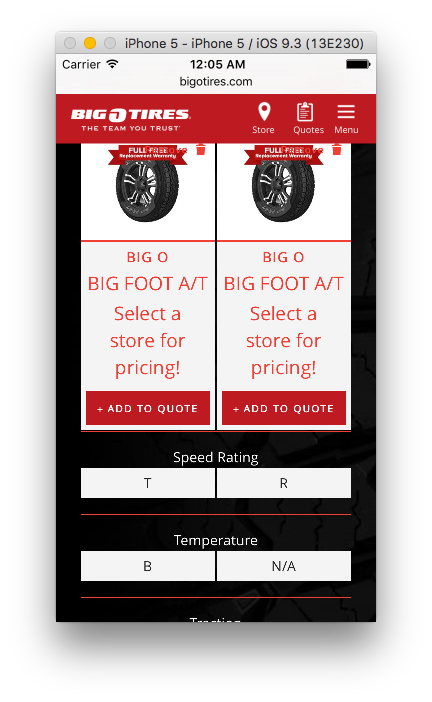 iPhone 5 - iPhone 5 / iOS 9.3 (13E230)
Carrier 12:05 AM
bigotires.com
BIG O TIRES
THE TEAM YOU TRUST
Store Quotes Menu
FULL FREE FULL FREE
Replacement Warranty Replacement Warranty
BIG O BIG O
BIG FOOT A/T BIG FOOT A/T
Select a Select a
store for store for
pricing! pricing!
+ ADD TO QUOTE + ADD TO QUOTE
Speed Rating
T R
Temperature
B N/A